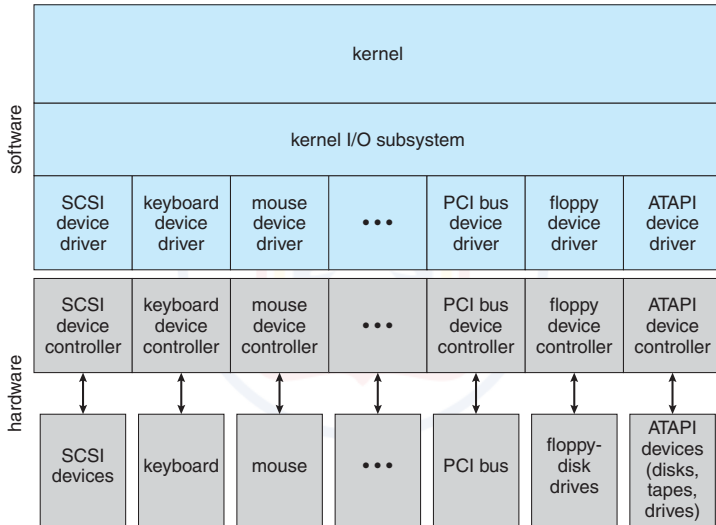 kernel
kernel I/O subsystem
software
SCSI
device
driver
keyboard
device
driver
mouse
device
driver
•••
PCI bus
device
driver
floppy
device
driver
ATAPI
device
driver
SCSI
device
controller
keyboard
device
controller
mouse
device
controller
•••
PCI bus
device
controller
floppy
device
controller
ATAPI
device
controller
hardware
SCSI
devices
keyboard
mouse
•••
PCI bus
floppy-
disk
drives
ATAPI
devices
(disks,
tapes,
drives)